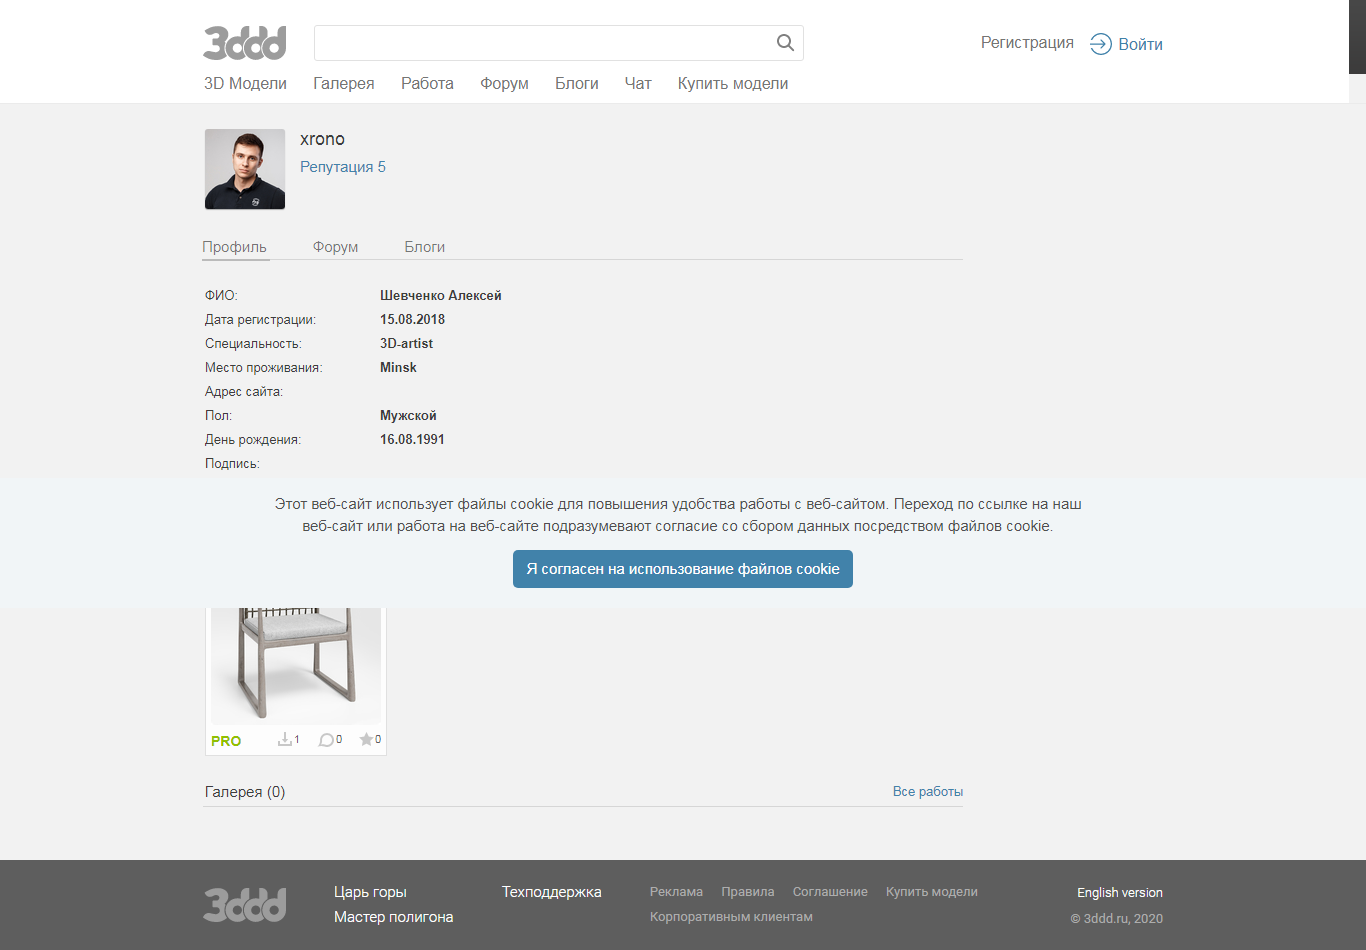 3ddd
Регистрация
Войти
3D Модели
Галерея
Работа
Форум
Блоги
Чат
Купить модели
xrono
Репутация 5
Профиль
Форум
Блоги
ФИО: Шевченко Алексей
Дата регистрации: 15.08.2018
Специальность: 3D-artist
Место проживания: Minsk
Адрес сайта:
Пол: Мужской
День рождения: 16.08.1991
Подпись:
Этот веб-сайт использует файлы cookie для повышения удобства работы с веб-сайтом. Переход по ссылке на наш
веб-сайт или работа на веб-сайте подразумевают согласие со сбором данных посредством файлов cookie.
Я согласен на использование файлов cookie
PRO 1 0 0
Галерея (0)
Все работы
3ddd
Царь горы
Мастер полигона
Техподдержка
Реклама
Правила
Соглашение
Купить модели
Корпоративным клиентам
English version
© 3ddd.ru, 2020